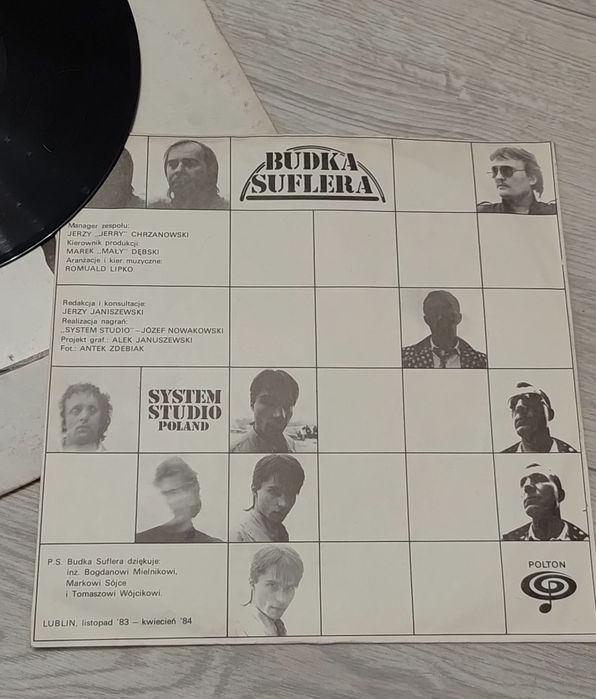 BUDKA
SUFLERA
Manager zespołu:
JERZY „JERRY" CHRZANOWSKI
Kierownik produkcji:
MAREK „MAŁY" DĘBSKI
Aranżacje i kier. muzyczne:
ROMUALD LIPKO
Redakcja i konsultacje:
JERZY JANISZEWSKI
Realizacja nagrań:
„SYSTEM STUDIO" – JÓZEF NOWAKOWSKI
Projekt graf.: ALEK JANUSZEWSKI
Fot.: ANTEK ZDEBIAK
SYSTEM
STUDIO
POLAND
P.S. Budka Suflera dziękuje:
inż. Bogdanowi Mielnikowi,
Markowi Sójce
i Tomaszowi Wójcikowi.
LUBLIN, listopad '83 – kwiecień '84
POLTON